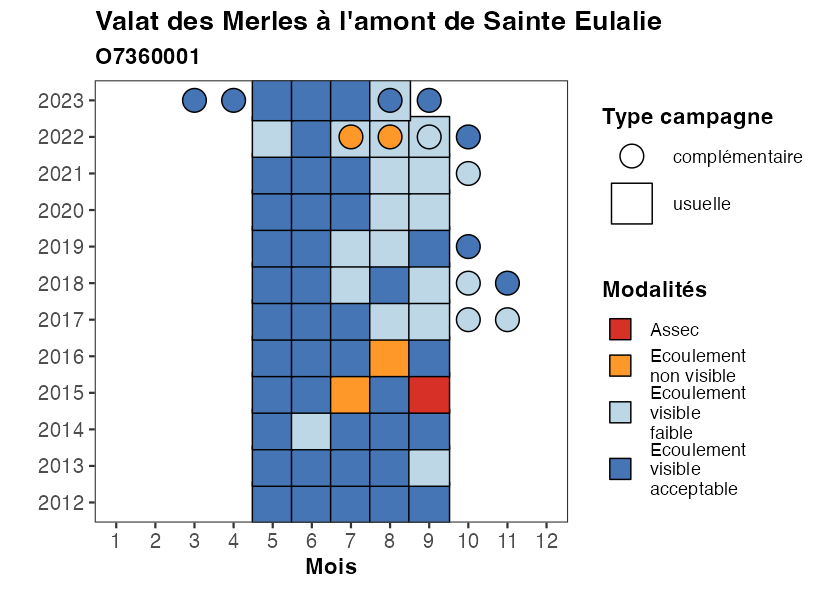 Valat des Merles à l'amont de Sainte Eulalie
O7360001
2023
2022
2021
2020
2019
2018
2017
2016
2015
2014
2013
2012
1 2 3 4 5 6 7 8 9 10 11 12
Mois
Type campagne
complémentaire
usuelle
Modalités
Assec
Ecoulement
non visible
Ecoulement
visible
faible
Ecoulement
visible
acceptable